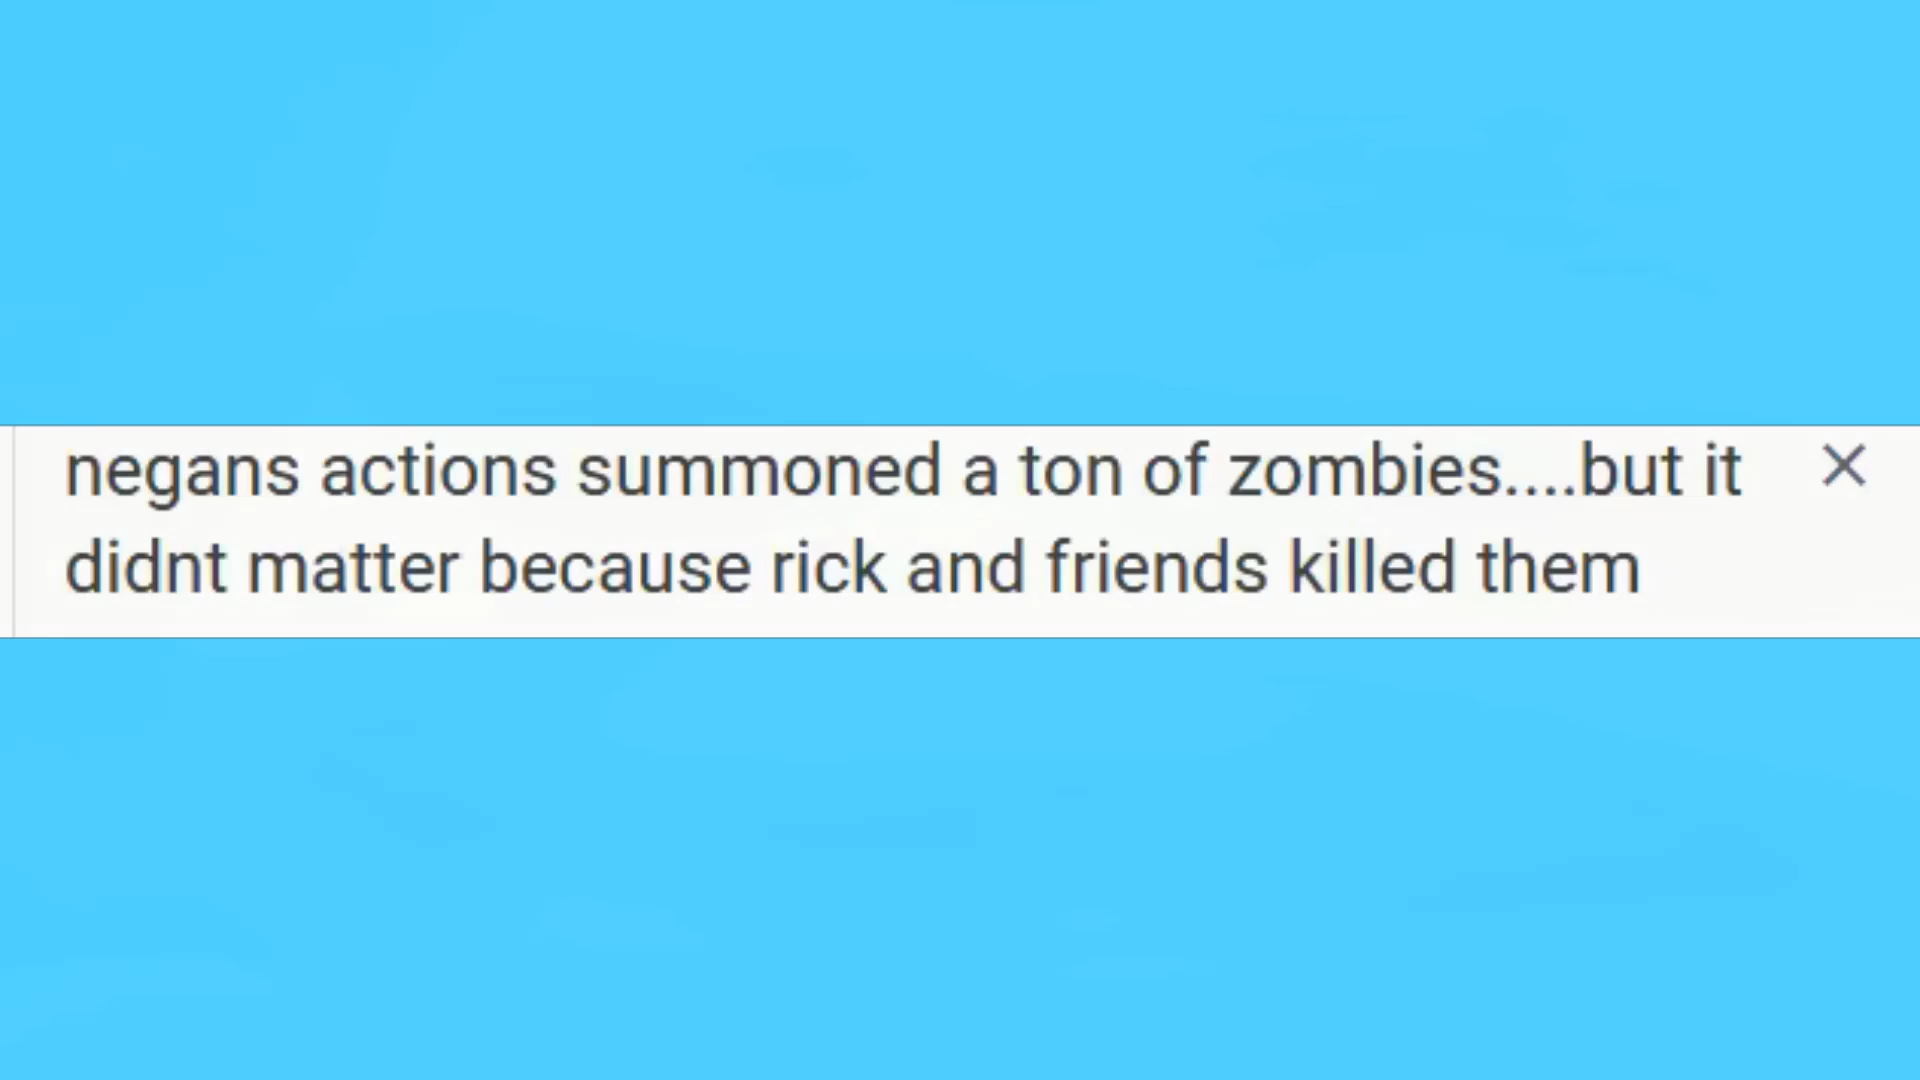 negans actions summoned a ton of zombies....but it
didnt matter because rick and friends killed them